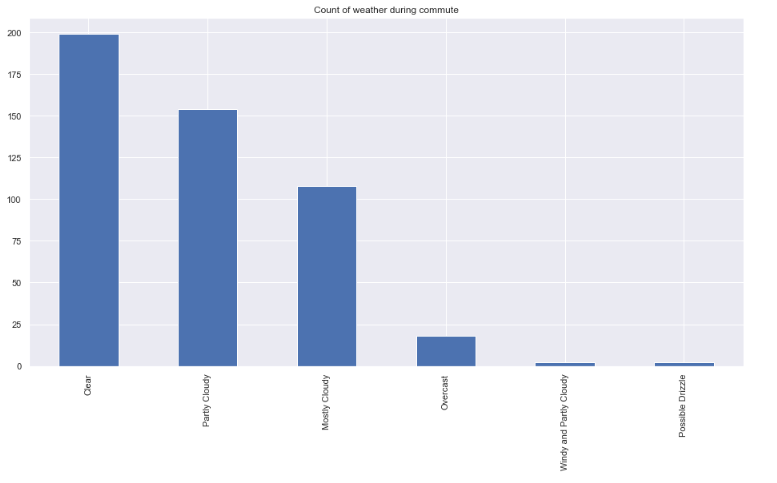 Count of weather during commute
200
175
150
125
100
75
50
25
0
Clear
Partly Cloudy
Mostly Cloudy
Overcast
Windy and Partly Cloudy
Possible Drizzle